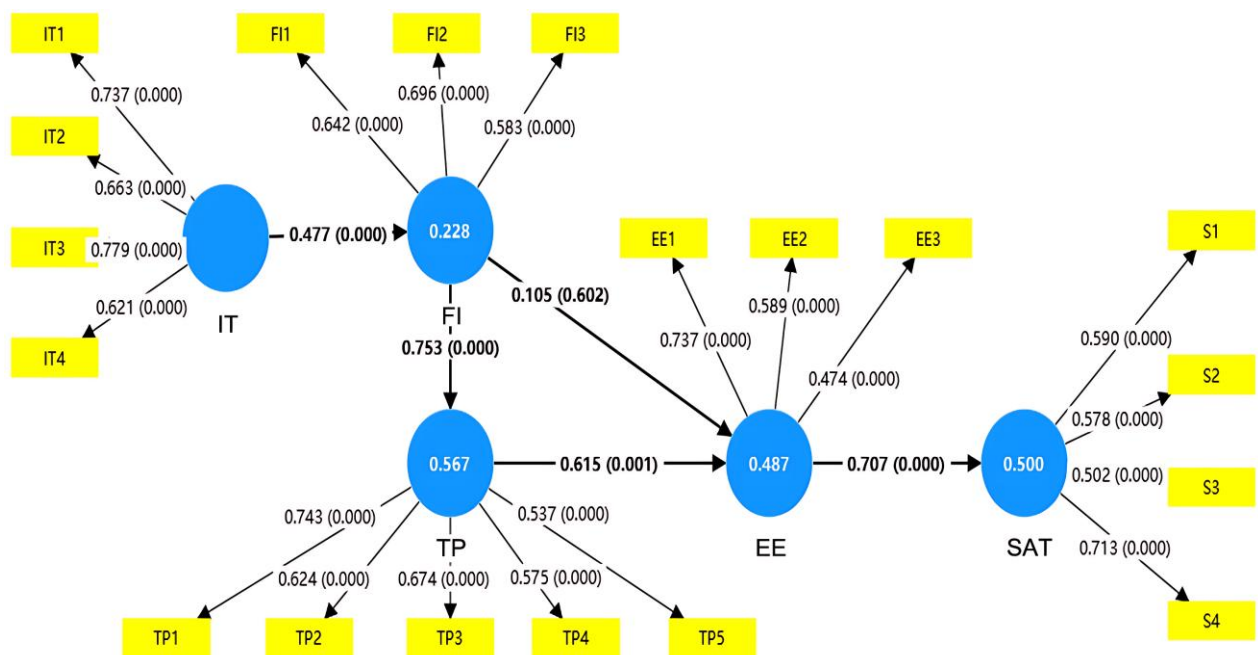 IT1
FI1
FI2
FI3
0.737 (0.000)
0.696 (0.000)
0.642 (0.000)
0.583 (0.000)
IT2
0.663 (0.000)
IT3
0.779 (0.000)
0.477 (0.000)
0.228
EE1
EE2
EE3
S1
0.621 (0.000)
IT
FI
0.105 (0.602)
0.589 (0.000)
0.737 (0.000)
0.590 (0.000)
IT4
0.753 (0.000)
0.474 (0.000)
S2
0.578 (0.000)
0.567
0.615 (0.001)
0.487
0.707 (0.000)
0.500
0.502 (0.000)
S3
0.743 (0.000)
0.537 (0.000)
TP
EE
SAT
0.713 (0.000)
0.624 (0.000)
0.674 (0.000)
0.575 (0.000)
TP1
TP2
TP3
TP4
TP5
S4